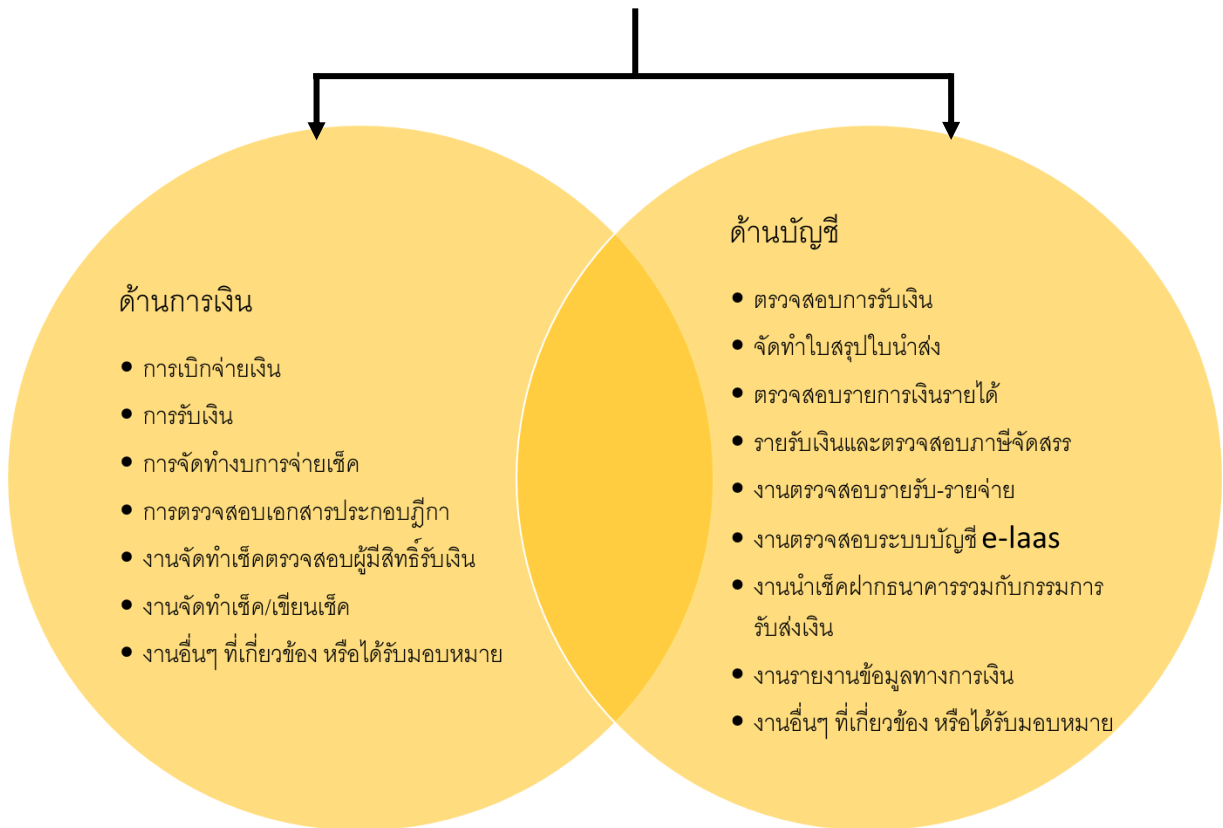 ด้านการเงิน
• การเบิกจ่ายเงิน
• การรับเงิน
• การจัดทำงบการจ่ายเช็ค
• การตรวจสอบเอกสารประกอบฎีกา
• งานจัดทำเช็คตรวจสอบผู้มีสิทธิ์รับเงิน
• งานจัดทำเช็ค/เขียนเช็ค
• งานอื่นๆ ที่เกี่ยวข้อง หรือได้รับมอบหมาย
ด้านบัญชี
• ตรวจสอบการรับเงิน
• จัดทำใบสรุปใบนำส่ง
• ตรวจสอบรายการเงินรายได้
• รายรับเงินและตรวจสอบภาษีจัดสรร
• งานตรวจสอบรายรับ-รายจ่าย
• งานตรวจสอบระบบบัญชี e-laas
• งานนำเช็คฝากธนาคารรวมกับกรรมการ
รับส่งเงิน
• งานรายงานข้อมูลทางการเงิน
• งานอื่นๆ ที่เกี่ยวข้อง หรือได้รับมอบหมาย